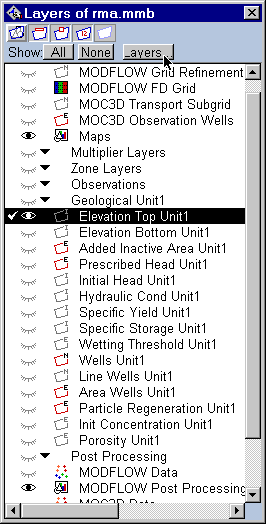 Layers of rma.mmb
Show: All None Layers...
MODFLOW Grid Refinement
MODFLOW FD Grid
MOC3D Transport Subgrid
MOC3D Observation Wells
Maps
Multiplier Layers
Zone Layers
Observations
Geological Unit1
Elevation Top Unit1
Elevation Bottom Unit1
Added Inactive Area Unit1
Prescribed Head Unit1
Initial Head Unit1
Hydraulic Cond Unit1
Specific Yield Unit1
Specific Storage Unit1
Wetting Threshold Unit1
Wells Unit1
Line Wells Unit1
Area Wells Unit1
Particle Regeneration Unit1
Init Concentration Unit1
Porosity Unit1
Post Processing
MODFLOW Data
MODFLOW Post Processing